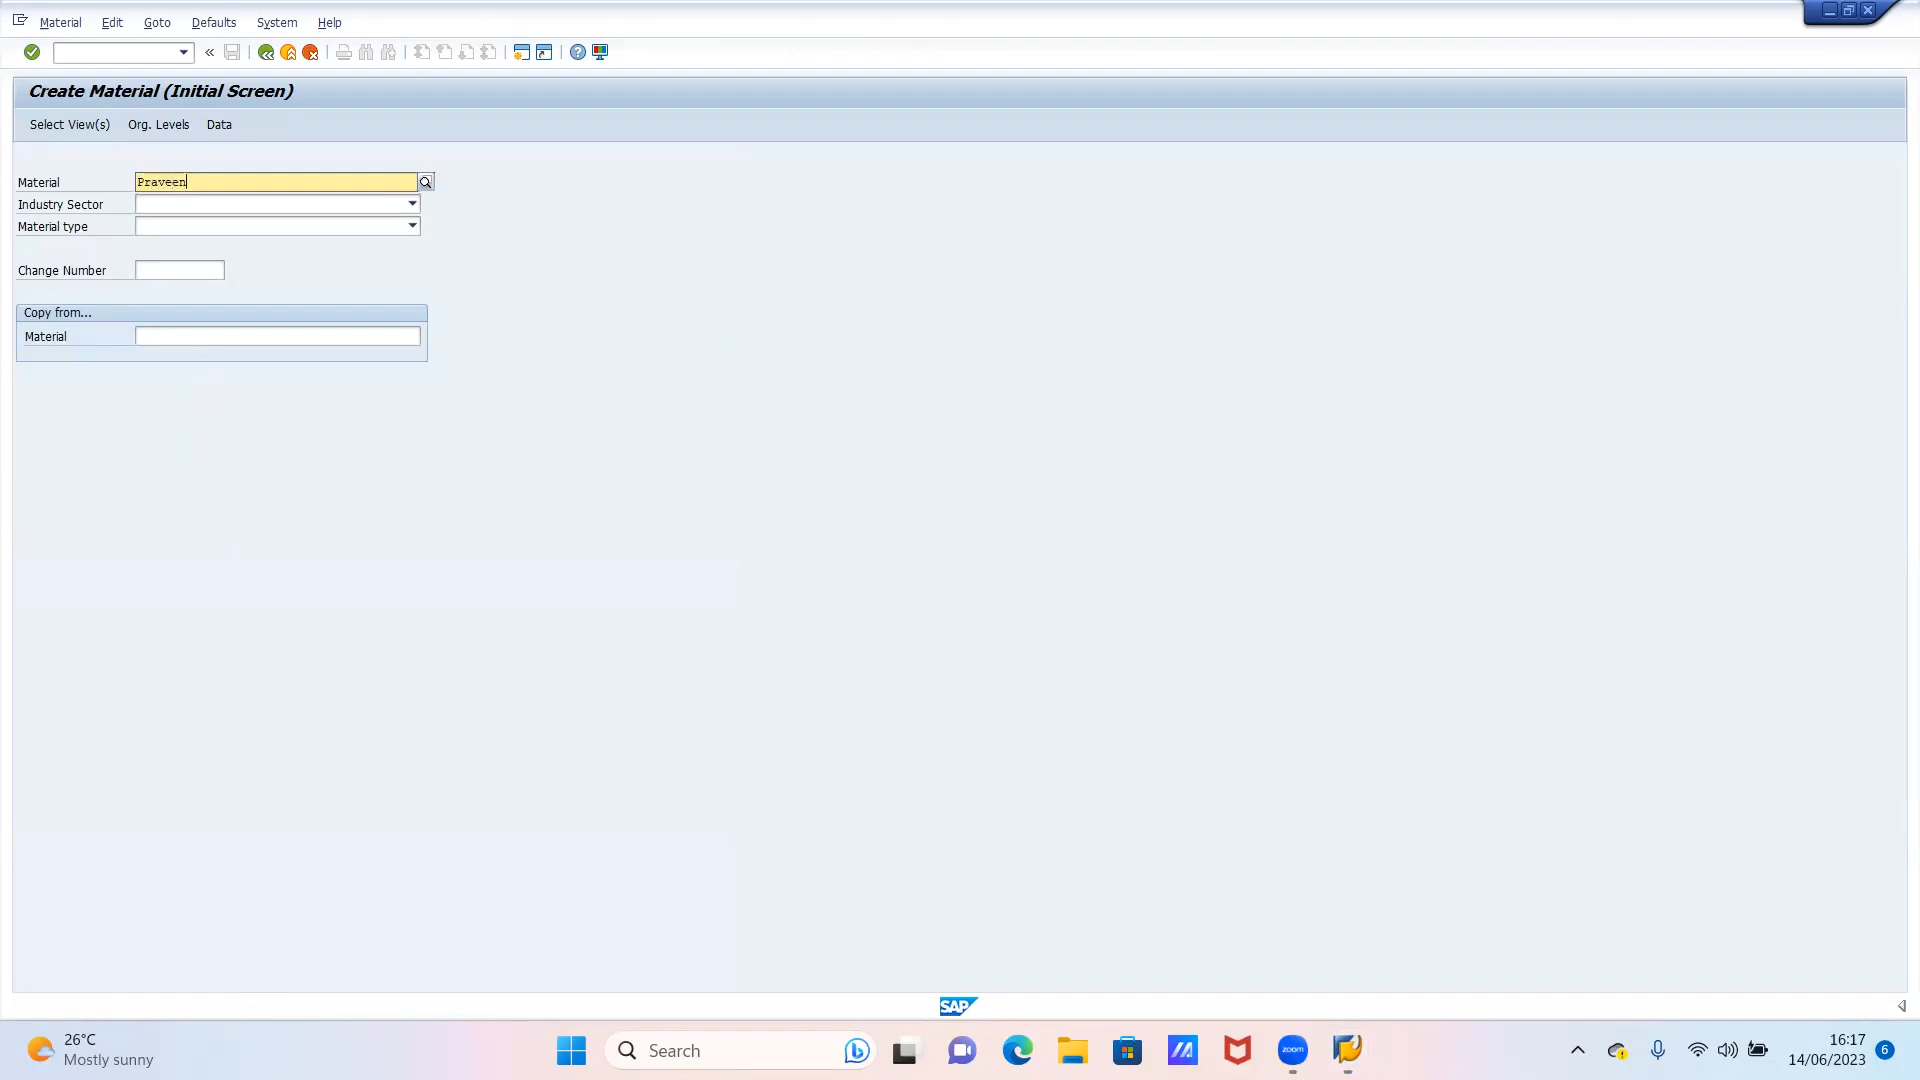 Material Edit Goto Defaults System Help
Create Material (Initial Screen)
Select View(s) Org. Levels Data
Material Praveen
Industry Sector
Material type
Change Number
Copy from...
Material
SAP
26°C
Mostly sunny
Search
zoom
16:17
14/06/2023
6